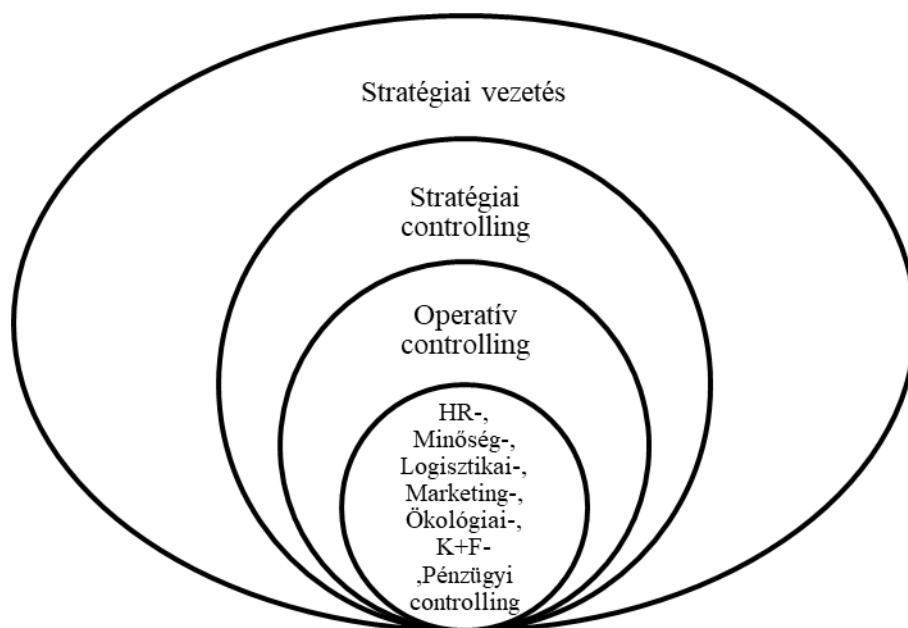 Stratégiai vezetés
Stratégiai
controlling
Operatív
controlling
HR-,
Minőség-,
Logisztikai-,
Marketing-,
Ökológiai-,
K+F-
,Pénzügyi
controlling